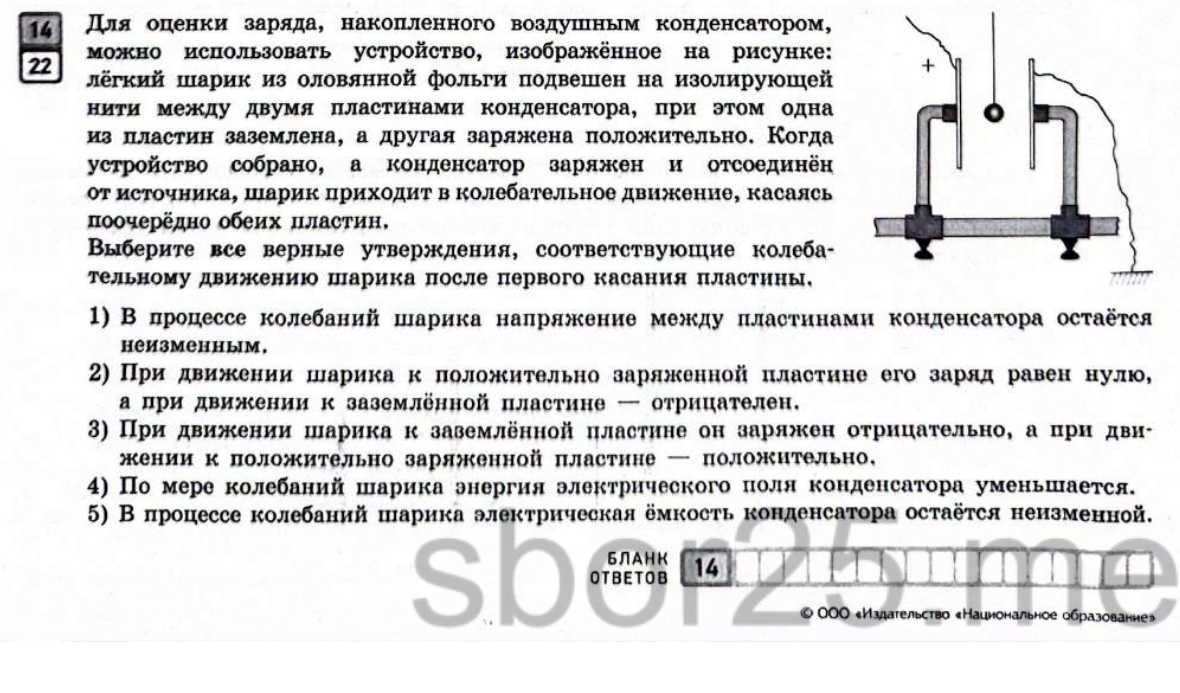 14
22
Для оценки заряда, накопленного воздушным конденсатором,
можно использовать устройство, изображённое на рисунке:
лёгкий шарик из оловянной фольги подвешен на изолирующей
нити между двумя пластинами конденсатора, при этом одна
из пластин заземлена, а другая заряжена положительно. Когда
устройство собрано, а конденсатор заряжен и отсоединён
от источника, шарик приходит в колебательное движение, касаясь
поочерёдно обеих пластин.
Выберите все верные утверждения, соответствующие колеба-
тельному движению шарика после первого касания пластины.
+
1) В процессе колебаний шарика напряжение между пластинами конденсатора остаётся
неизменным.
2) При движении шарика к положительно заряженной пластине его заряд равен нулю,
а при движении к заземлённой пластине — отрицателен.
3) При движении шарика к заземлённой пластине он заряжен отрицательно, а при дви-
жении к положительно заряженной пластине — положительно.
4) По мере колебаний шарика энергия электрического поля конденсатора уменьшается.
5) В процессе колебаний шарика электрическая ёмкость конденсатора остаётся неизменной.
БЛАНК
ОТВЕТОВ
14
sbor25.me
© ООО «Издательство «Национальное образование»